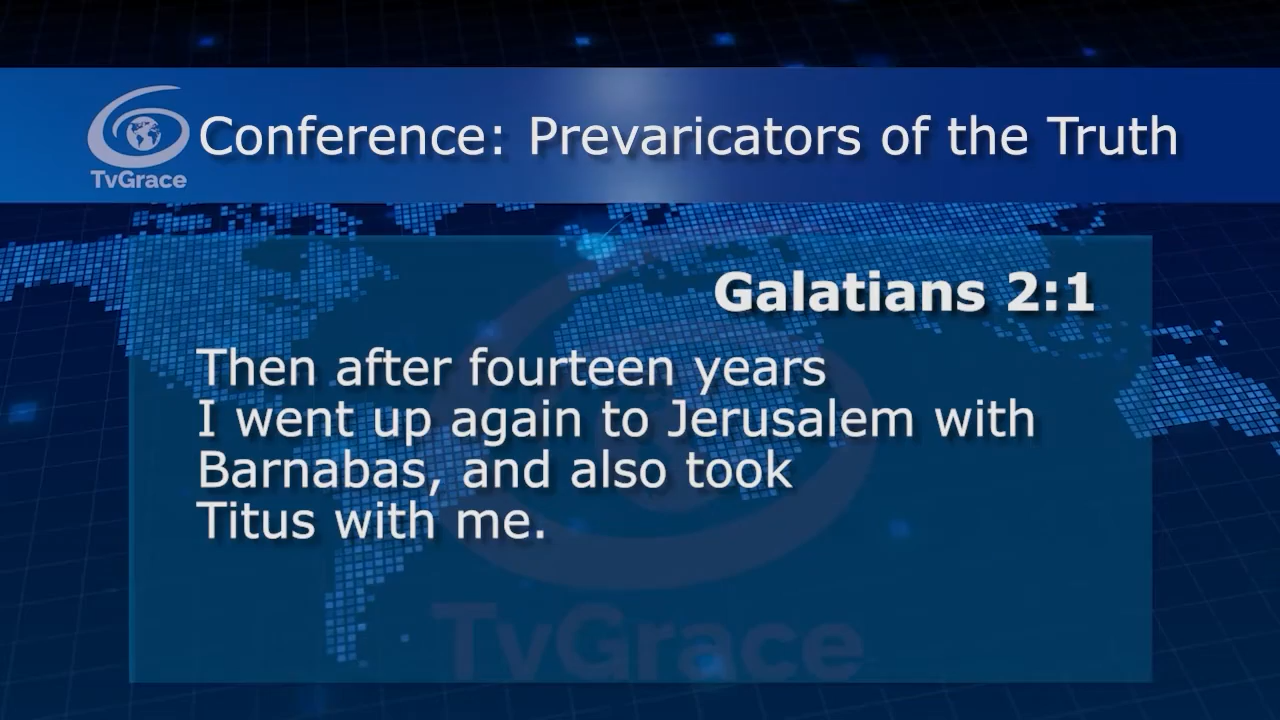 Conference: Prevaricators of the Truth
TvGrace
Galatians 2:1
Then after fourteen years
I went up again to Jerusalem with
Barnabas, and also took
Titus with me.
TvGrace